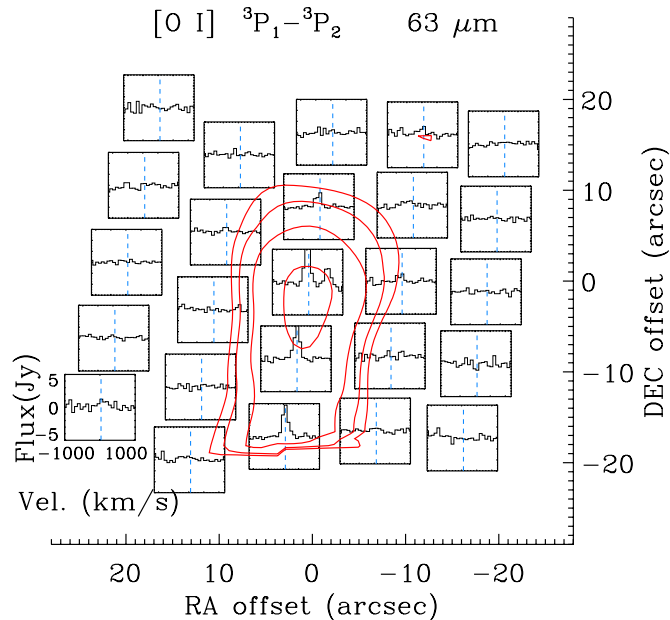 [O I] ³P₁−³P₂ 63 μm
20
10
0
−10
−20
DEC offset (arcsec)
5
0
−5
Flux(Jy)
−1000 1000
Vel. (km/s)
20 10 0 −10 −20
RA offset (arcsec)